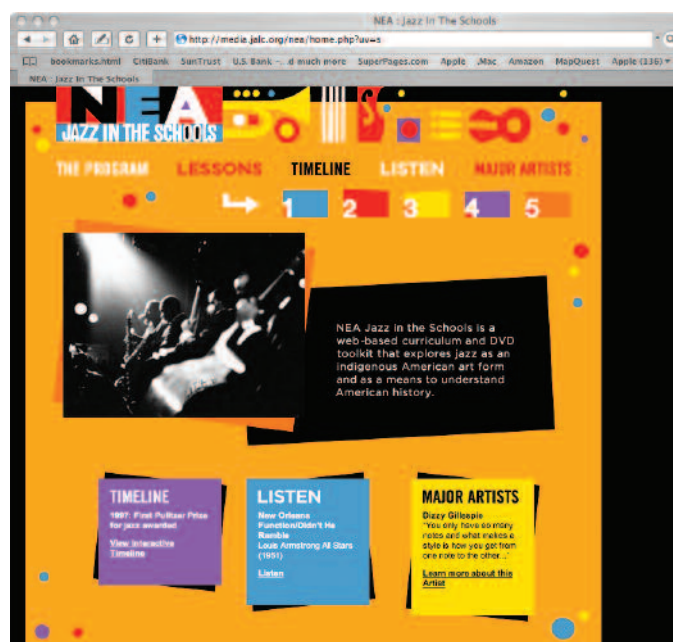 NEA : Jazz In The Schools
http://media.jalc.org/nea/home.php?uv=s
bookmarks.html CitiBank SunTrust U.S. Bank -...d much more SuperPages.com Apple .Mac Amazon MapQuest Apple (136)
NEA : Jazz In The Schools
NEA
JAZZ IN THE SCHOOLS
THE PROGRAM LESSONS TIMELINE LISTEN MAJOR ARTISTS
1 2 3 4 5
NEA Jazz in the Schools is a
web-based curriculum and DVD
toolkit that explores jazz as an
indigenous American art form
and as a means to understand
American history.
TIMELINE
1997: First Pulitzer Prize
for jazz awarded
View Interactive
Timeline
LISTEN
New Orleans
Function/Didn't He
Ramble
Louis Armstrong All Stars
(1951)
Listen
MAJOR ARTISTS
Dizzy Gillespie
"You only have so many
notes and what makes a
style is how you get from
one note to the other..."
Learn more about this
Artist